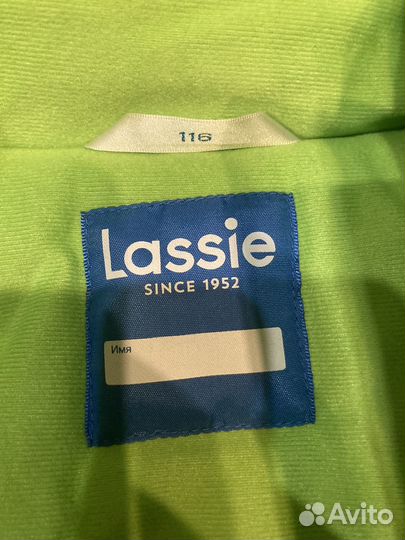 116
Lassie
SINCE 1952
Имя
Avito